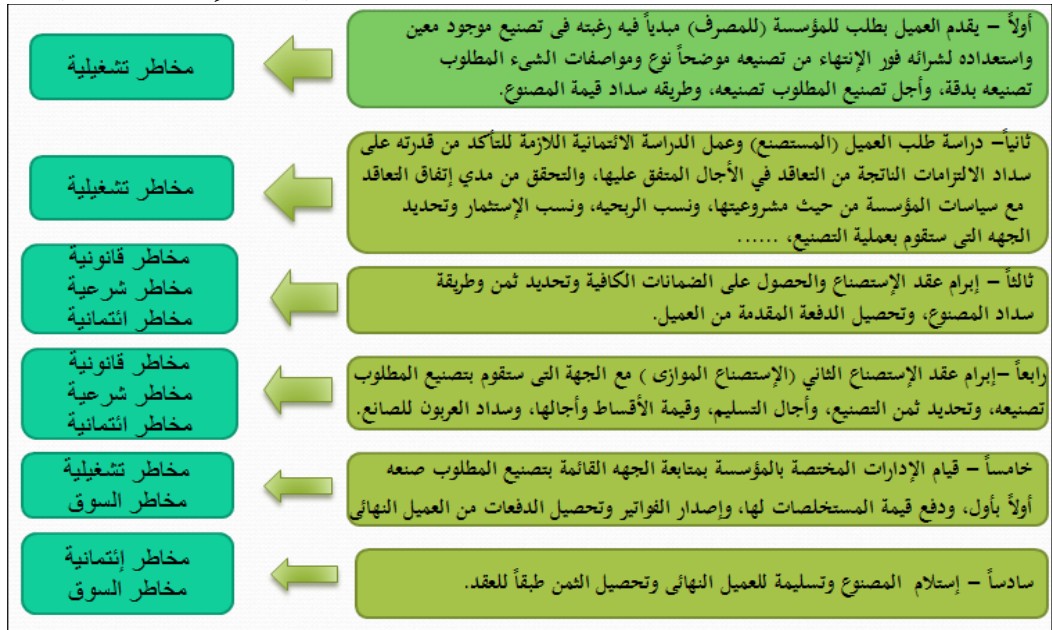 أولاً – يقدم العميل بطلب للمؤسسة (للمصرف) مبدياً فيه رغبته فى تصنيع موجود معين
واستعداده لشرائه فور الإنتهاء من تصنيعه موضحاً نوع ومواصفات الشىء المطلوب
تصنيعه بدقة، وأجل تصنيع المطلوب تصنيعه، وطريقه سداد قيمة المصنوع.
مخاطر تشغيلية
ثانياً– دراسة طلب العميل (المستصنع) وعمل الدراسة الائتمانية اللازمة للتأكد من قدرته على
سداد الالتزامات الناتجة من التعاقد في الأجال المتفق عليها، والتحقق من مدي إتفاق التعاقد
مع سياسات المؤسسة من حيث مشروعيتها، ونسب الربحيه، ونسب الإستثمار وتحديد
الجهه التى ستقوم بعملية التصنيع، ......
مخاطر تشغيلية
ثالثاً – إبرام عقد الإستصناع والحصول على الضمانات الكافية وتحديد ثمن وطريقة
سداد المصنوع، وتحصيل الدفعة المقدمة من العميل.
مخاطر قانونية
مخاطر شرعية
مخاطر ائتمانية
رابعاً –إبرام عقد الإستصناع الثاني (الإستصناع الموازى ) مع الجهة التى ستقوم بتصنيع المطلوب
تصنيعه، وتحديد ثمن التصنيع، وأجال التسليم، وقيمة الأقساط وأجالها، وسداد العربون للصانع.
مخاطر قانونية
مخاطر شرعية
مخاطر ائتمانية
خامساً – قيام الإدارات المختصة بالمؤسسة بمتابعة الجهه القائمة بتصنيع المطلوب صنعه
أولاً بأول، ودفع قيمة المستخلصات لها، وإصدار الفواتير وتحصيل الدفعات من العميل النهائى
مخاطر تشغيلية
مخاطر السوق
سادساً – إستلام المصنوع وتسليمة للعميل النهائى وتحصيل الثمن طبقاً للعقد.
مخاطر إئتمانية
مخاطر السوق